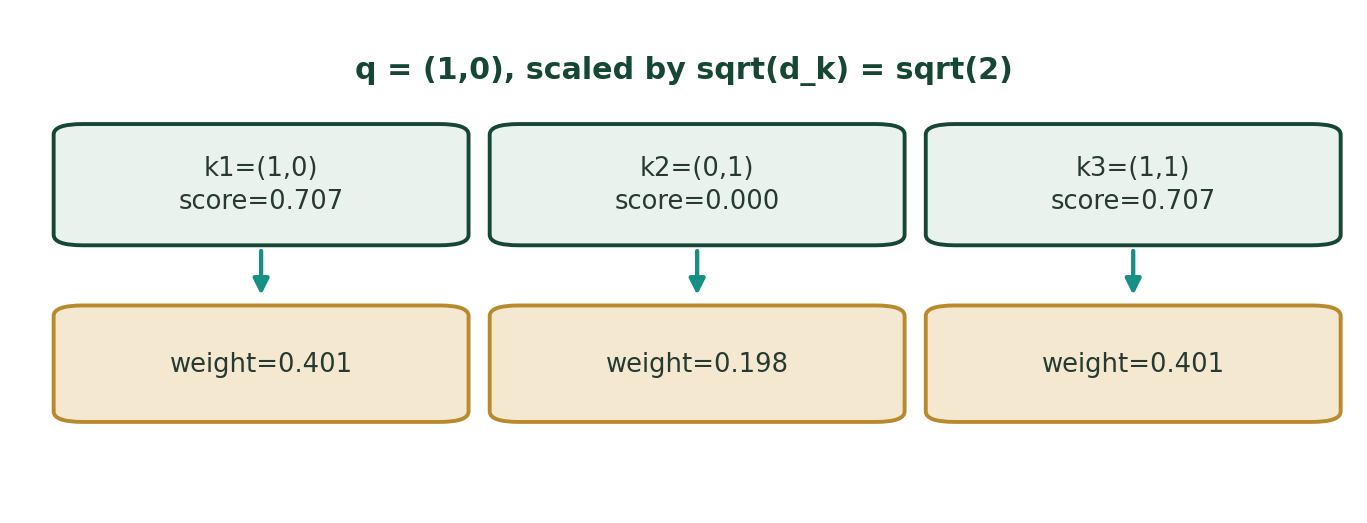 q = (1,0), scaled by sqrt(d_k) = sqrt(2)
k1=(1,0)
score=0.707
k2=(0,1)
score=0.000
k3=(1,1)
score=0.707
weight=0.401
weight=0.198
weight=0.401